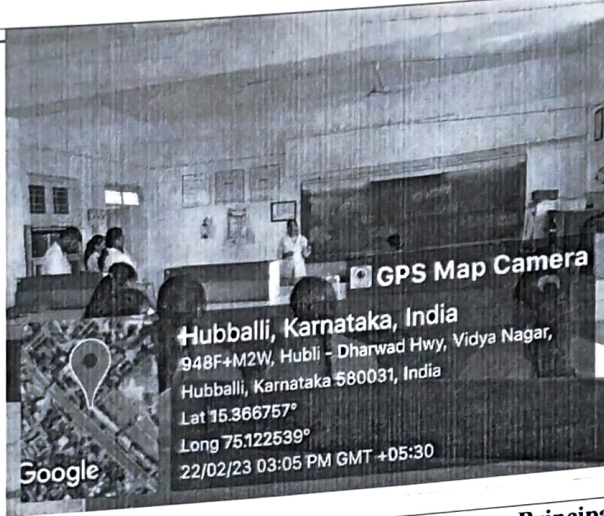 GPS Map Camera
Hubballi, Karnataka, India
948F+M2W, Hubli - Dharwad Hwy, Vidya Nagar,
Hubballi, Karnataka 580031, India
Lat 15.366757°
Long 75.122539°
22/02/23 03:05 PM GMT +05:30
Google